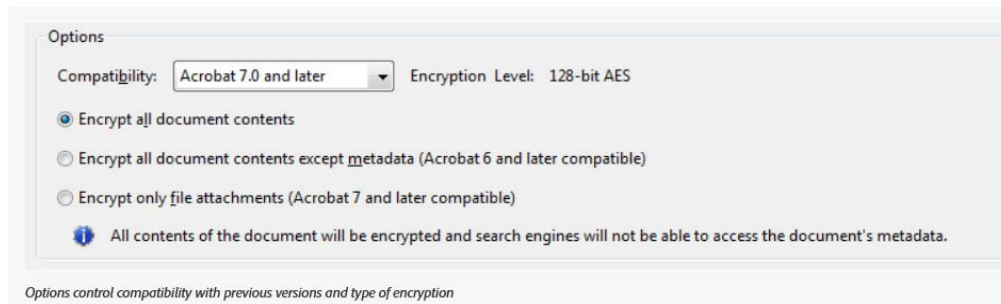 Options
Compatibility: Acrobat 7.0 and later Encryption Level: 128-bit AES
Encrypt all document contents
Encrypt all document contents except metadata (Acrobat 6 and later compatible)
Encrypt only file attachments (Acrobat 7 and later compatible)
All contents of the document will be encrypted and search engines will not be able to access the document's metadata.
Options control compatibility with previous versions and type of encryption